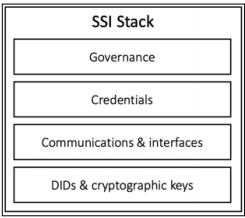 SSI Stack
Governance
Credentials
Communications & interfaces
DIDs & cryptographic keys